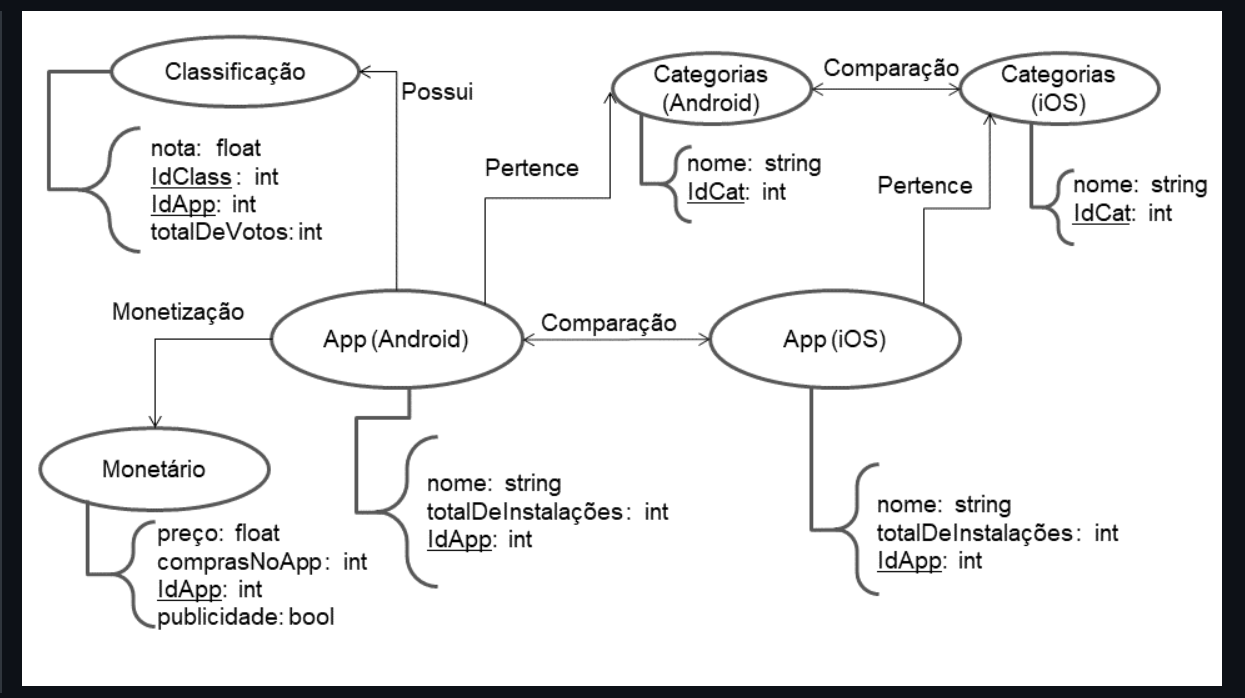 Classificação
Possui
nota: float
IdClass: int
IdApp: int
totalDeVotos: int
Categorias
(Android)
Comparação
Categorias
(iOS)
Pertence
nome: string
IdCat: int
Pertence
nome: string
IdCat: int
Monetização
App (Android)
Comparação
App (iOS)
Monetário
preço: float
comprasNoApp: int
IdApp: int
publicidade: bool
nome: string
totalDeInstalações: int
IdApp: int
nome: string
totalDeInstalações: int
IdApp: int